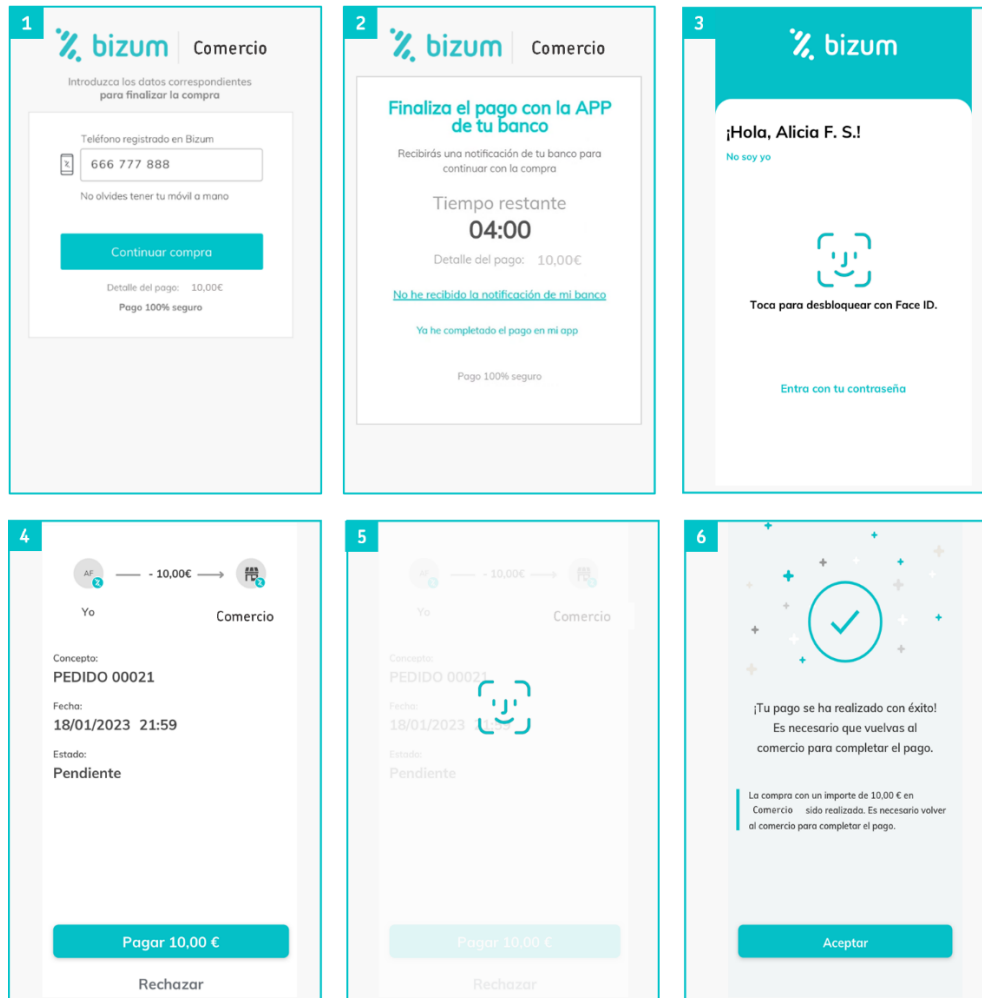 1
bizum Comercio
Introduzca los datos correspondientes
para finalizar la compra
Teléfono registrado en Bizum
666 777 888
No olvides tener tu móvil a mano
Continuar compra
Detalle del pago: 10,00€
Pago 100% seguro
2
bizum Comercio
Finaliza el pago con la APP
de tu banco
Recibirás una notificación de tu banco para
continuar con la compra
Tiempo restante
04:00
Detalle del pago: 10,00€
No he recibido la notificación de mi banco
Ya he completado el pago en mi app
Pago 100% seguro
3
bizum
¡Hola, Alicia F. S.!
No soy yo
Toca para desbloquear con Face ID.
Entra con tu contraseña
4
AF - 10,00€
Yo Comercio
Concepto:
PEDIDO 00021
Fecha:
18/01/2023 21:59
Estado:
Pendiente
Pagar 10,00 €
Rechazar
5
AF - 10,00€
Yo Comercio
Concepto:
PEDIDO 00021
Fecha:
18/01/2023 21:59
Estado:
Pendiente
Pagar 10,00 €
Rechazar
6
¡Tu pago se ha realizado con éxito!
Es necesario que vuelvas al
comercio para completar el pago.
La compra con un importe de 10,00 € en
Comercio sido realizada. Es necesario volver
al comercio para completar el pago.
Aceptar